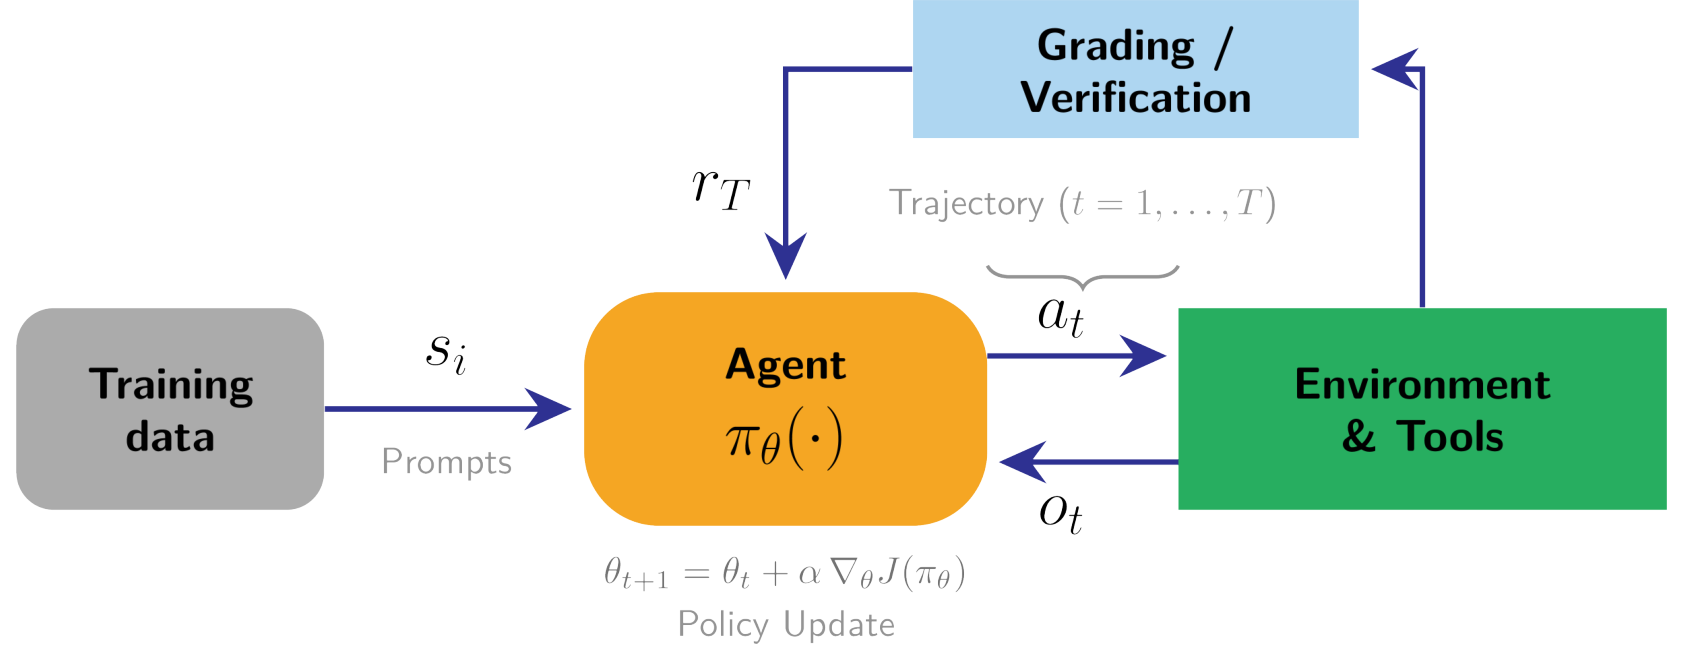 Grading /
Verification
r_T
Trajectory (t = 1, . . . , T)
a_t
s_i
Training
data
Prompts
Agent
π_θ(·)
Environment
& Tools
o_t
θ_{t+1} = θ_t + α ∇_θ J(π_θ)
Policy Update